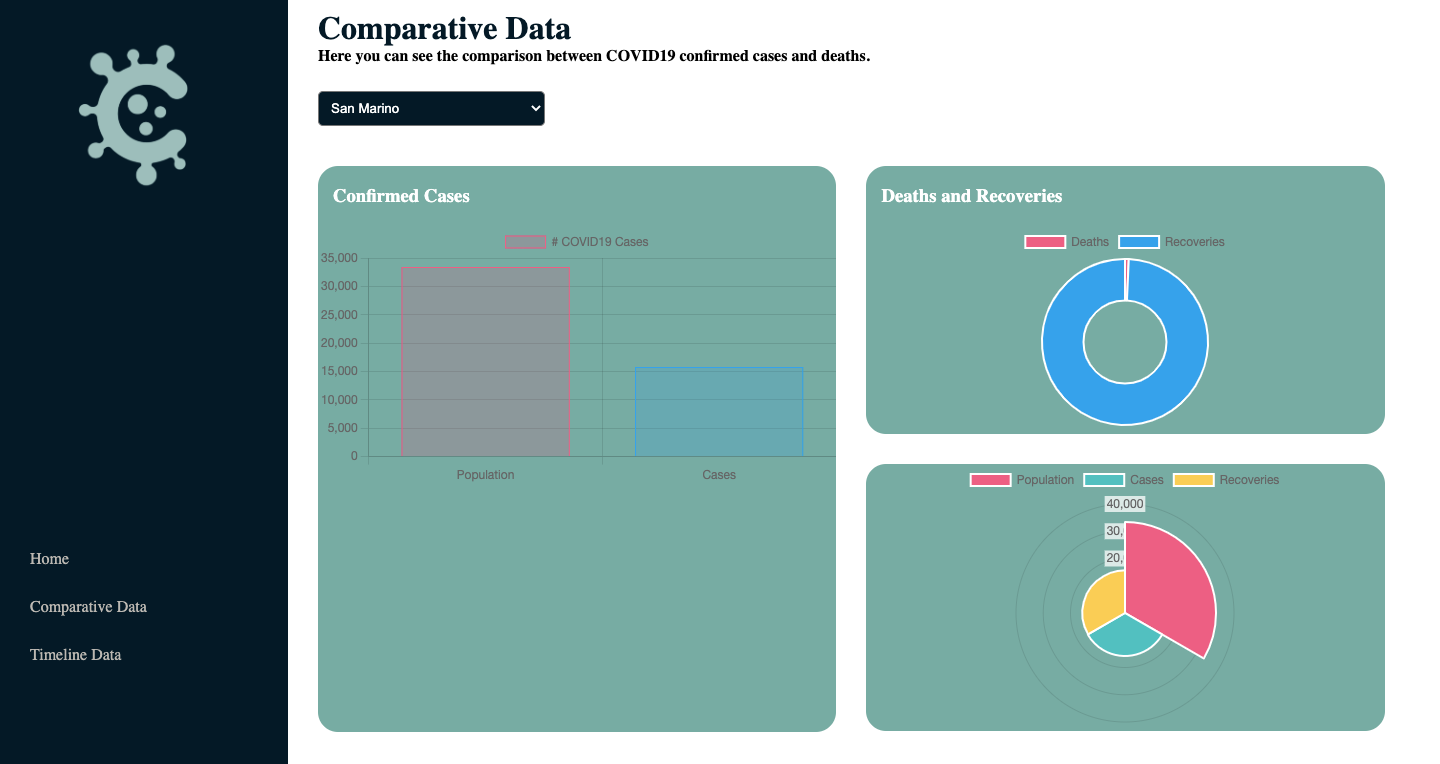 Comparative Data
Here you can see the comparison between COVID19 confirmed cases and deaths.
San Marino
Home
Comparative Data
Timeline Data
Confirmed Cases
# COVID19 Cases
35,000
30,000
25,000
20,000
15,000
10,000
5,000
0
Population Cases
Deaths and Recoveries
Deaths Recoveries
Population Cases Recoveries
40,000
30,
20,